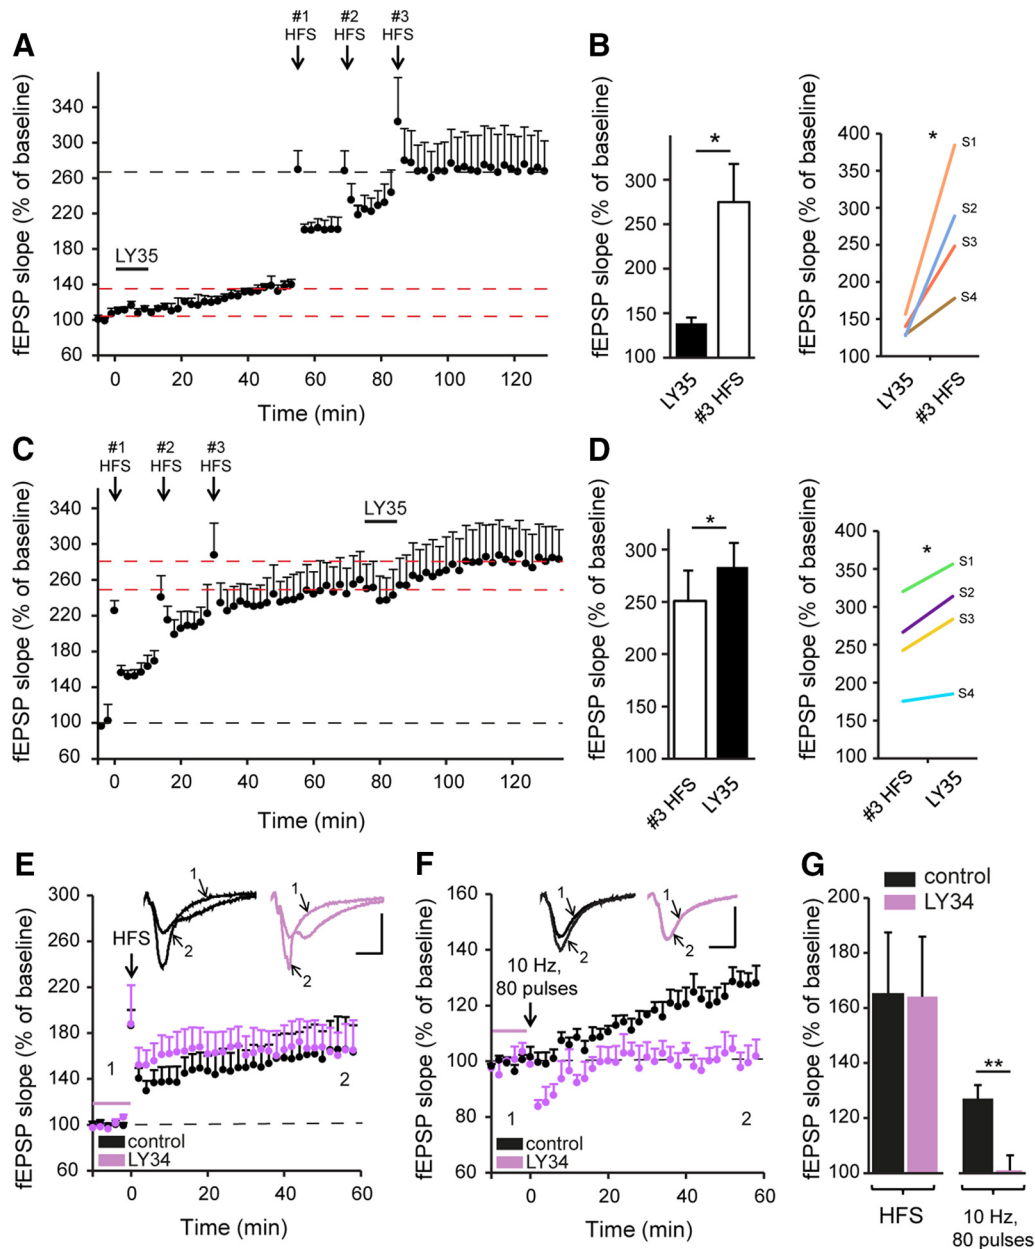 A
#1
HFS
#2
HFS
#3
HFS
fEPSP slope (% of baseline)
340
300
260
220
180
140
100
60
LY35
0
20
40
60
80
100
120
Time (min)
B
fEPSP slope (% of baseline)
300
250
200
150
100
*
LY35
#3 HFS
fEPSP slope (% of baseline)
400
350
300
250
200
150
100
*
S1
S2
S3
S4
LY35
#3 HFS
C
#1
HFS
#2
HFS
#3
HFS
fEPSP slope (% of baseline)
340
300
260
220
180
140
100
60
LY35
0
20
40
60
80
100
120
Time (min)
D
fEPSP slope (% of baseline)
300
250
200
150
100
*
#3 HFS
LY35
fEPSP slope (% of baseline)
400
350
300
250
200
150
100
*
S1
S2
S3
S4
#3 HFS
LY35
E
fEPSP slope (% of baseline)
300
260
220
180
140
100
60
HFS
1
2
1
2
1
2
control
LY34
0
20
40
60
Time (min)
F
fEPSP slope (% of baseline)
160
140
120
100
80
60
10 Hz,
80 pulses
1
2
1
2
1
2
control
LY34
0
20
40
60
Time (min)
G
control
LY34
fEPSP slope (% of baseline)
200
180
160
140
120
100
**
HFS
10 Hz,
80 pulses